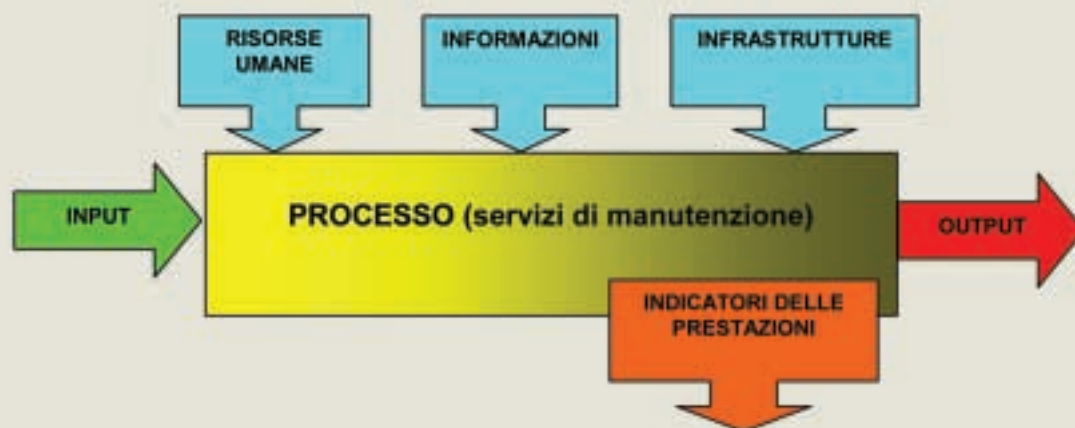 RISORSE
UMANE
INFORMAZIONI
INFRASTRUTTURE
INPUT
PROCESSO (servizi di manutenzione)
OUTPUT
INDICATORI DELLE
PRESTAZIONI